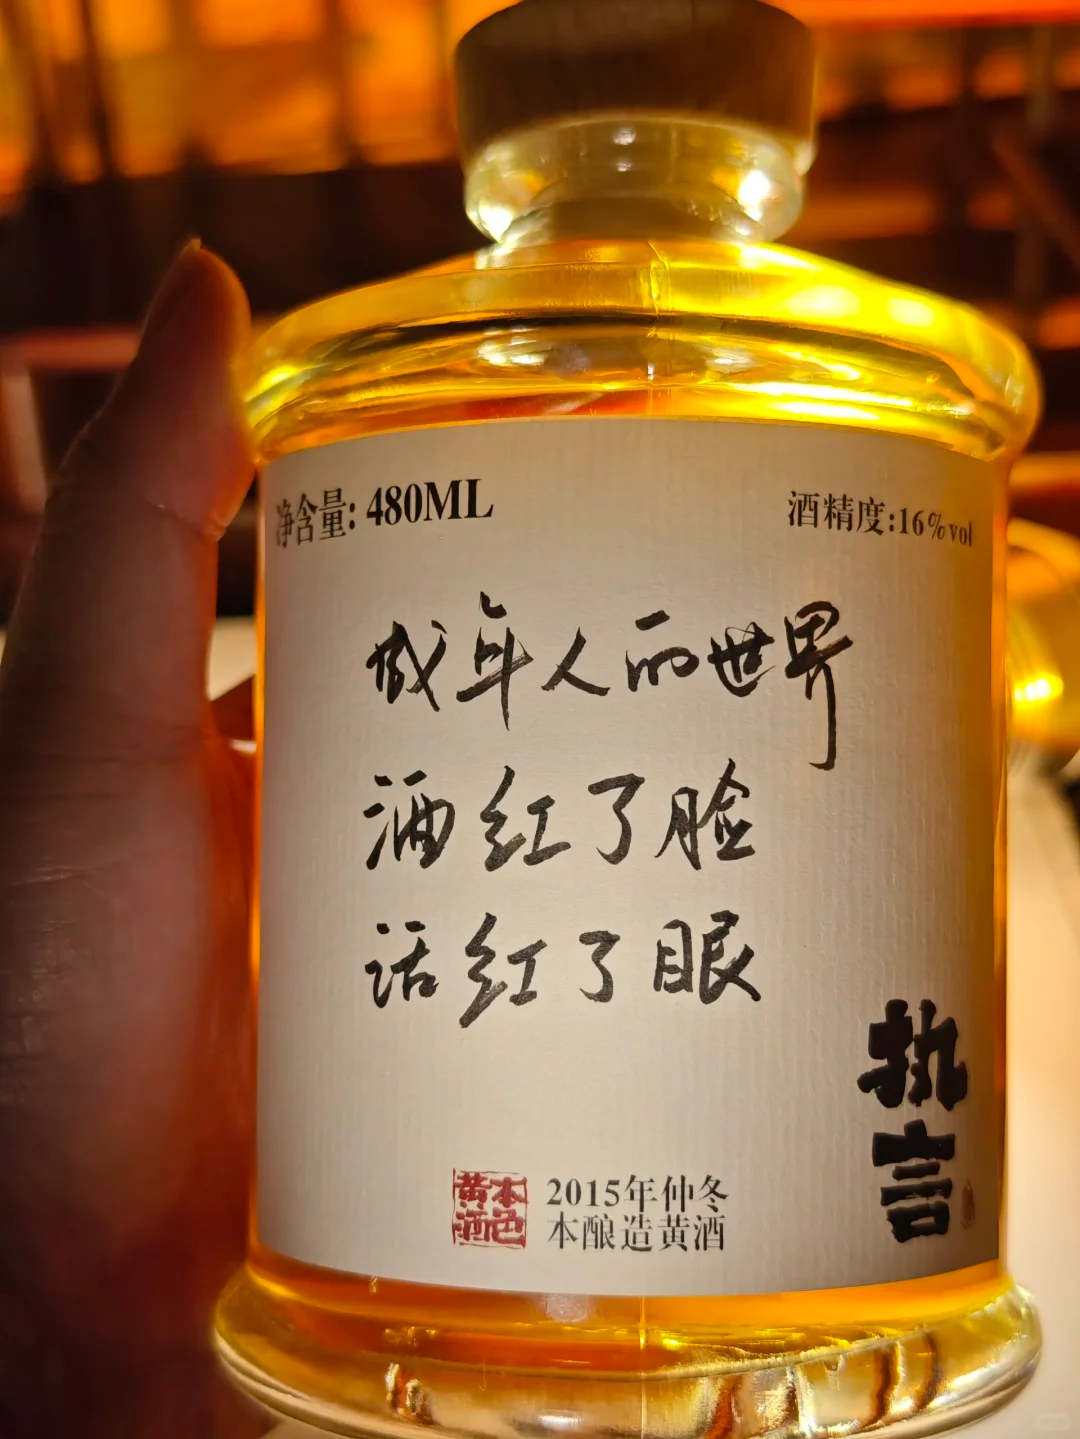 净含量: 480ML
酒精度:16%vol
成年人的世界
酒红了脸
话红了眼
执言
本色黄酒
2015年仲冬
本酿造黄酒